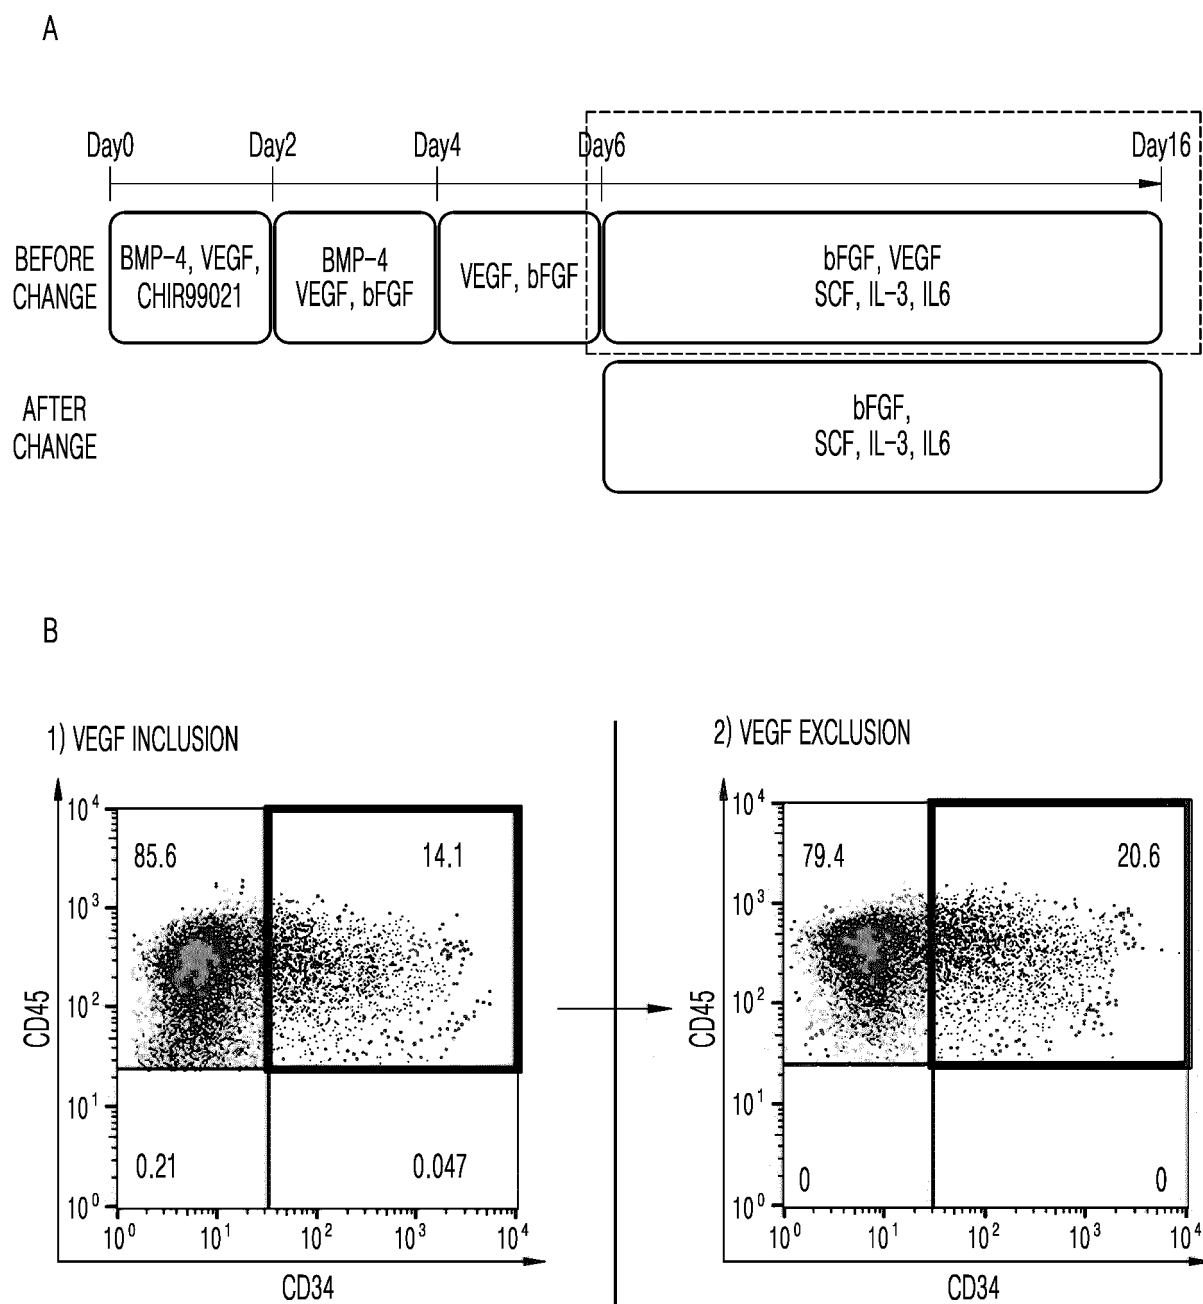 A
Day0 Day2 Day4 Day6 Day16
BEFORE
CHANGE
BMP-4, VEGF,
CHIR99021
BMP-4
VEGF, bFGF
VEGF, bFGF
bFGF, VEGF
SCF, IL-3, IL6
AFTER
CHANGE
bFGF,
SCF, IL-3, IL6
B
1) VEGF INCLUSION
10^4
10^3
10^2
10^1
10^0
CD45
85.6
14.1
0.21
0.047
10^0 10^1 10^2 10^3 10^4
CD34
2) VEGF EXCLUSION
10^4
10^3
10^2
10^1
10^0
CD45
79.4
20.6
0
0
10^0 10^1 10^2 10^3 10^4
CD34